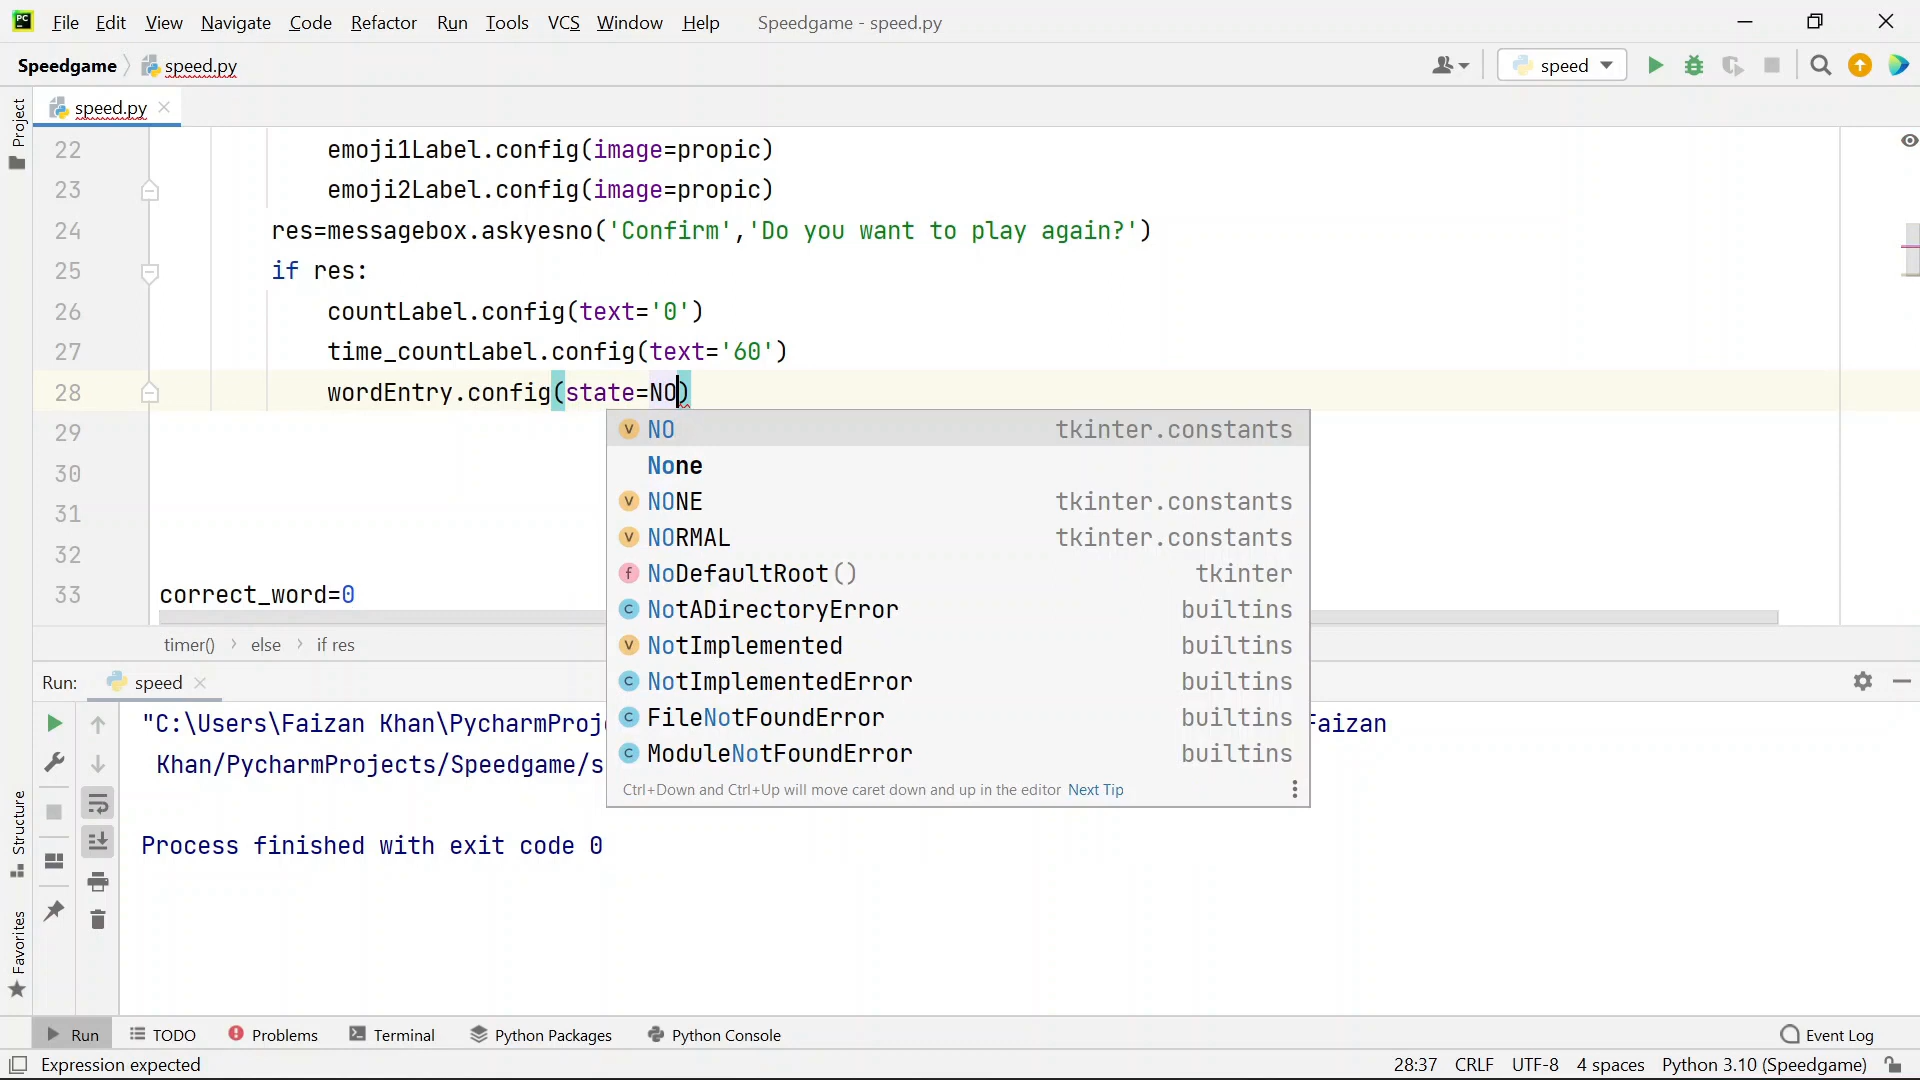 PC File Edit View Navigate Code Refactor Run Tools VCS Window Help Speedgame - speed.py
Speedgame speed.py speed
Project
speed.py
22 emoji1Label.config(image=propic)
23 emoji2Label.config(image=propic)
24 res=messagebox.askyesno('Confirm','Do you want to play again?')
25 if res:
26 countLabel.config(text='0')
27 time_countLabel.config(text='60')
28 wordEntry.config(state=NO)
29
30
31
32
33 correct_word=0
NO tkinter.constants
None
NONE tkinter.constants
NORMAL tkinter.constants
NoDefaultRoot() tkinter
NotADirectoryError builtins
NotImplemented builtins
NotImplementedError builtins
FileNotFoundError builtins
ModuleNotFoundError builtins
Ctrl+Down and Ctrl+Up will move caret down and up in the editor Next Tip
timer() else if res
Run: speed
"C:\Users\Faizan Khan\PycharmProj Faizan
Khan/PycharmProjects/Speedgame/s
Process finished with exit code 0
Structure
Favorites
Run TODO Problems Terminal Python Packages Python Console Event Log
Expression expected 28:37 CRLF UTF-8 4 spaces Python 3.10 (Speedgame)